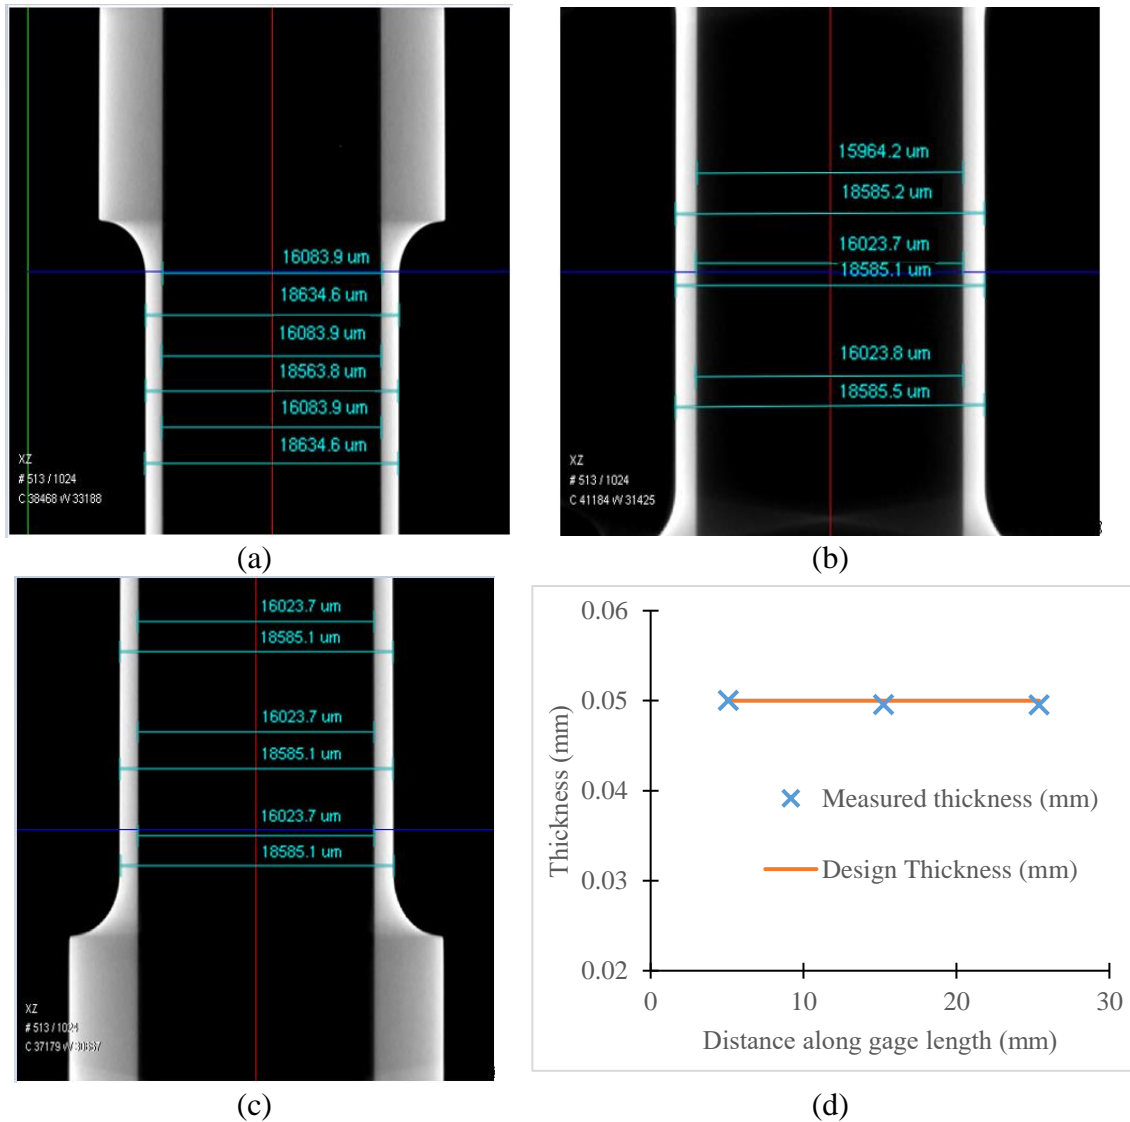 16083.9 um
18634.6 um
16083.9 um
18563.8 um
16083.9 um
18634.6 um
XZ
# 513 / 1024
C 38468 W 33188
(a)
15964.2 um
18585.2 um
16023.7 um
18585.1 um
16023.8 um
18585.5 um
XZ
# 513 / 1024
C 41184 W 31425
(b)
16023.7 um
18585.1 um
16023.7 um
18585.1 um
16023.7 um
18585.1 um
XZ
# 513 / 1024
C 37179 W
(c)
0.06
0.05
0.04
0.03
0.02
0
10
20
30
Thickness (mm)
Measured thickness (mm)
Design Thickness (mm)
Distance along gage length (mm)
(d)